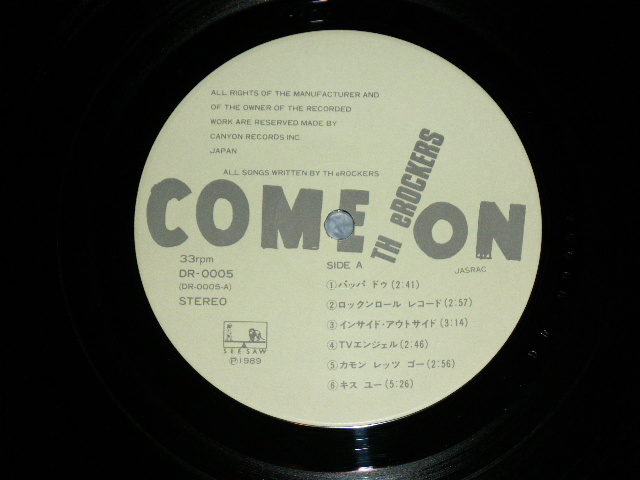 ALL RIGHTS OF THE MANUFACTURER AND
OF THE OWNER OF THE RECORDED
WORK ARE RESERVED MADE BY
CANYON RECORDS INC.
JAPAN
ALL SONGS WRITTEN BY TH eROCKERS
COME ON
TH eROCKERS
JASRAC
33rpm
DR-0005
(DR-0005-A)
STEREO
SEESAW
℗1989
SIDE A
①パッパ ドゥ(2:41)
②ロックンロール レコード(2:57)
③インサイド・アウトサイド(3:14)
④TVエンジェル(2:46)
⑤カモン レッツ ゴー(2:56)
⑥キス ユー(5:26)